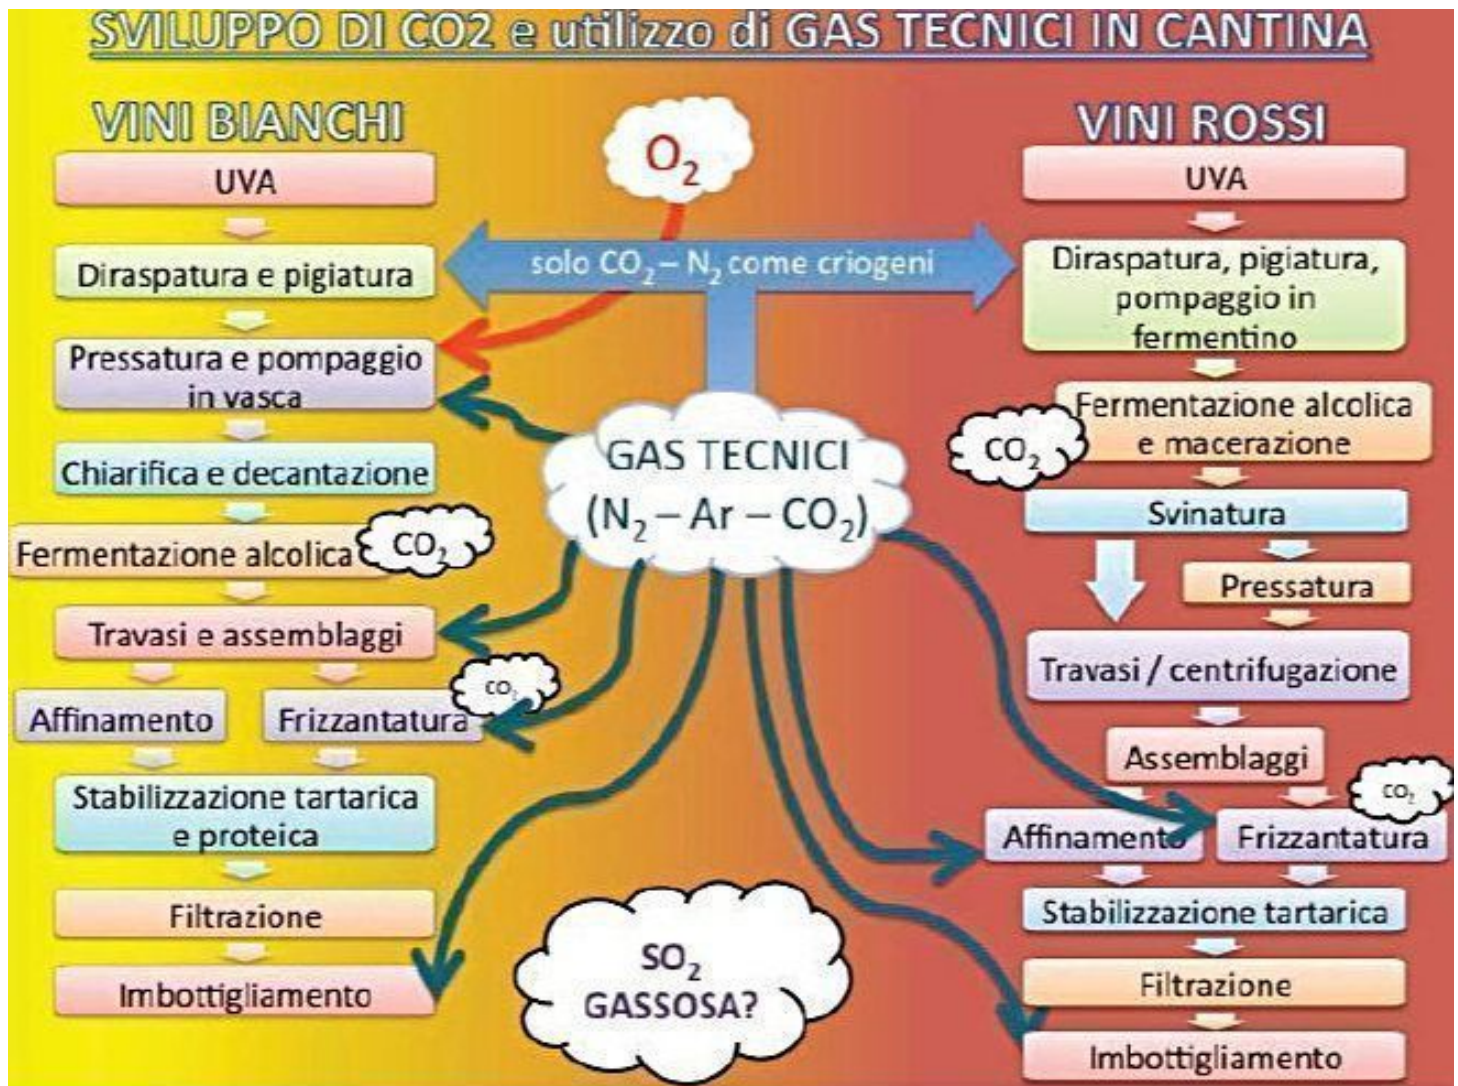 SVILUPPO DI CO2 e utilizzo di GAS TECNICI IN CANTINA
VINI BIANCHI
UVA
Diraspatura e pigiatura
Pressatura e pompaggio
in vasca
Chiarifica e decantazione
Fermentazione alcolica
CO₂
Travasi e assemblaggi
CO₂
Affinamento
Frizzantatura
Stabilizzazione tartarica
e proteica
Filtrazione
Imbottigliamento
O₂
solo CO₂ – N₂ come criogeni
GAS TECNICI
(N₂ – Ar – CO₂)
SO₂
GASSOSA?
VINI ROSSI
UVA
Diraspatura, pigiatura,
pompaggio in
fermentino
Fermentazione alcolica
e macerazione
CO₂
Svinatura
Pressatura
Travasi / centrifugazione
Assemblaggi
CO₂
Affinamento
Frizzantatura
Stabilizzazione tartarica
Filtrazione
Imbottigliamento